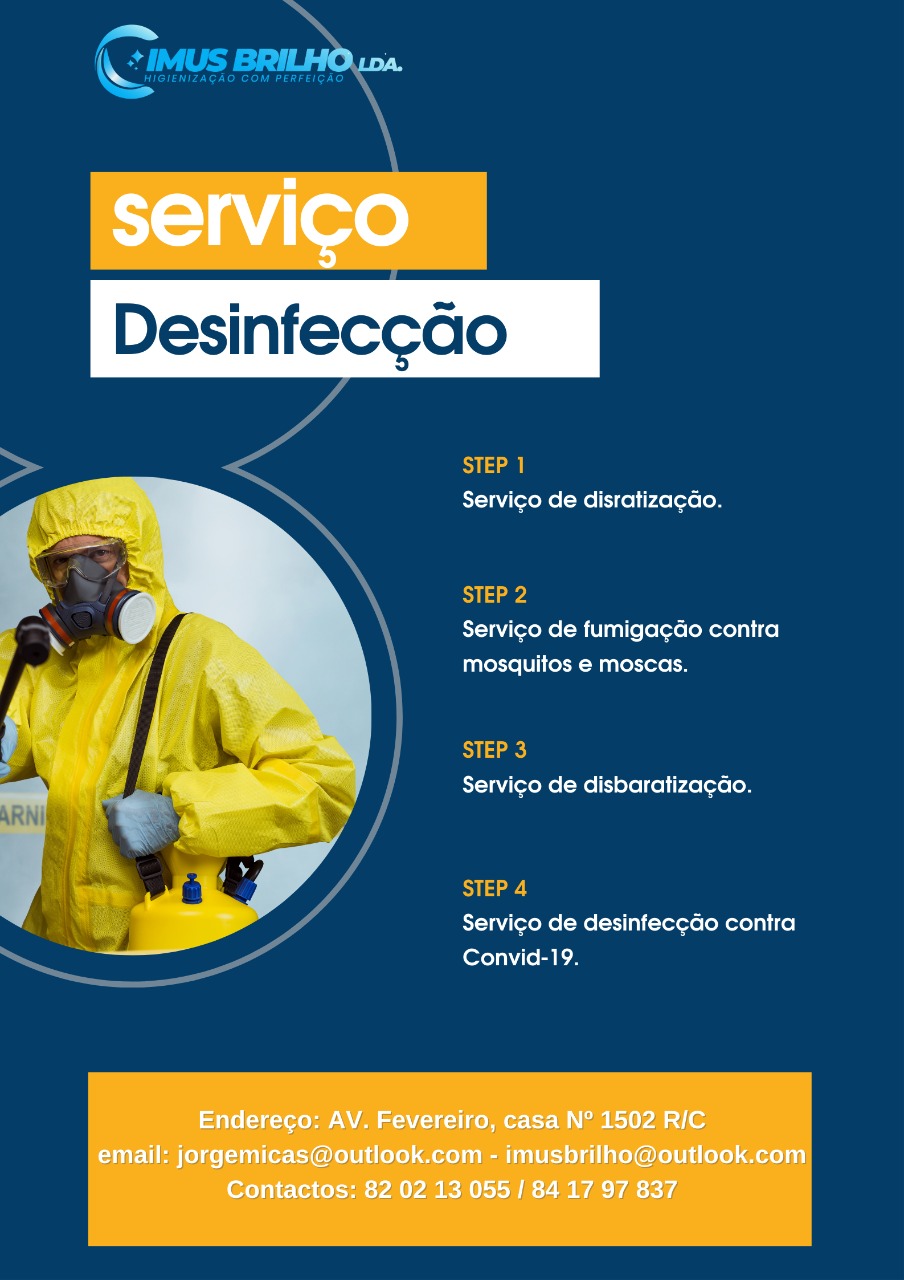 IMUS BRILHO LDA.
HIGIENIZAÇÃO COM PERFEIÇÃO
serviço
Desinfecção
STEP 1
Serviço de disratização.
STEP 2
Serviço de fumigação contra
mosquitos e moscas.
STEP 3
Serviço de disbaratização.
STEP 4
Serviço de desinfecção contra
Convid-19.
ARNI
Endereço: AV. Fevereiro, casa Nº 1502 R/C
email: jorgemicas@outlook.com - imusbrilho@outlook.com
Contactos: 82 02 13 055 / 84 17 97 837